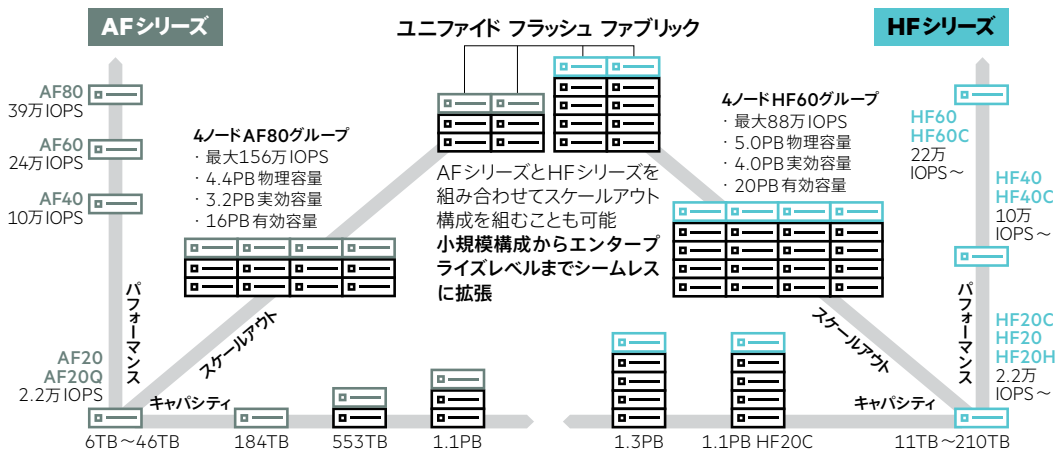 AFシリーズ
ユニファイド フラッシュ ファブリック
HFシリーズ
AF80
39万IOPS
AF60
24万IOPS
AF40
10万IOPS
パフォーマンス
AF20
AF20Q
2.2万IOPS
4ノードAF80グループ
・最大156万IOPS
・4.4PB物理容量
・3.2PB実効容量
・16PB有効容量
スケールアウト
AFシリーズとHFシリーズを
組み合わせてスケールアウト
構成を組むことも可能
小規模構成からエンタープ
ライズレベルまでシームレス
に拡張
4ノードHF60グループ
・最大88万IOPS
・5.0PB物理容量
・4.0PB実効容量
・20PB有効容量
スケールアウト
HF60
HF60C
22万
IOPS～
HF40
HF40C
10万
IOPS～
パフォーマンス
HF20C
HF20
HF20H
2.2万
IOPS～
キャパシティ
キャパシティ
6TB～46TB
184TB
553TB
1.1PB
1.3PB
1.1PB HF20C
11TB～210TB